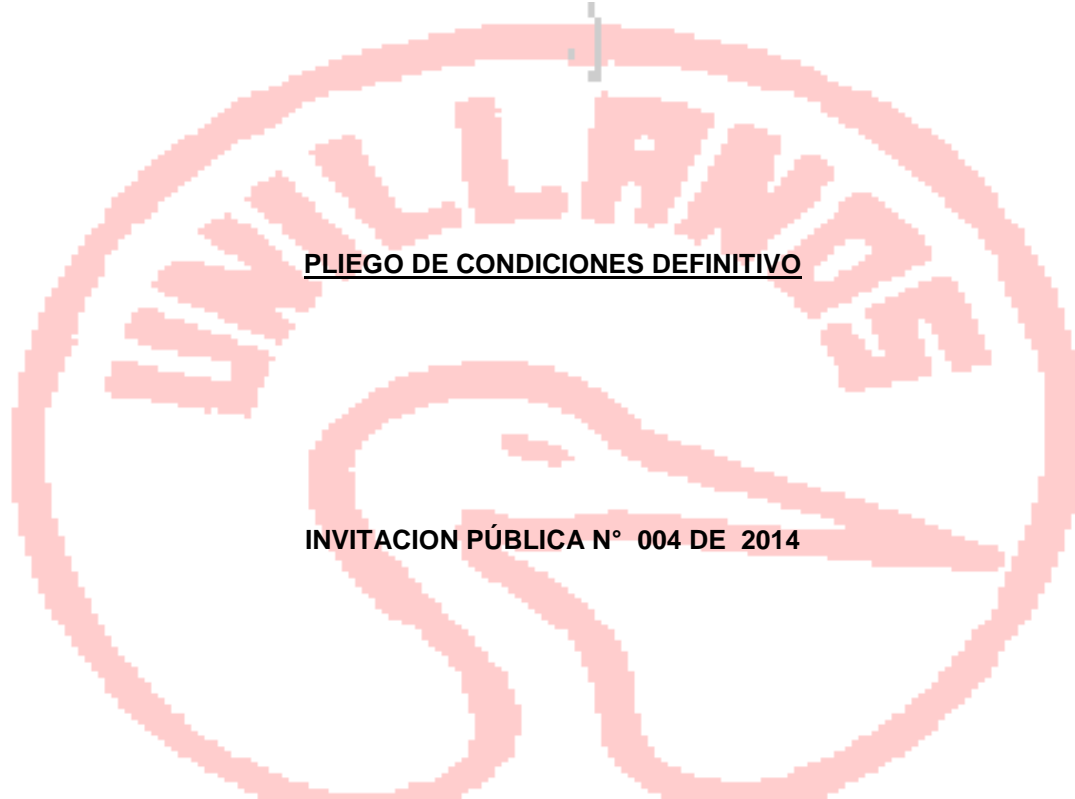 UNILLANOS
PLIEGO DE CONDICIONES DEFINITIVO
INVITACION PÚBLICA N° 004 DE 2014